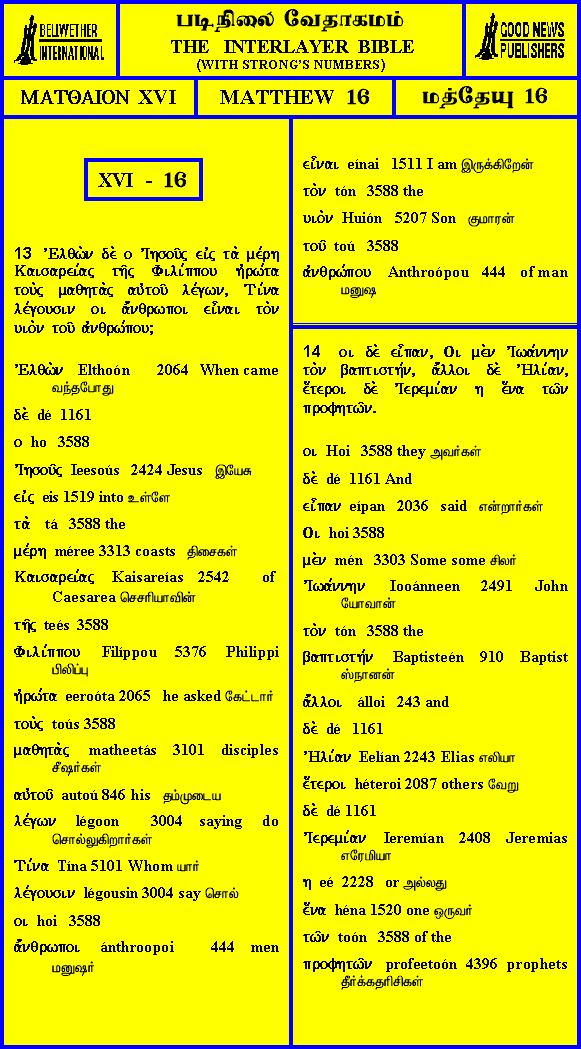 BELLWETHER
INTERNATIONAL
படிநிலை வேதாகமம்
THE INTERLAYER BIBLE
(WITH STRONG'S NUMBERS)
GOOD NEWS
PUBLISHERS
ΜΑΤΘΑΙΟΝ XVI
MATTHEW 16
மத்தேயு 16
XVI - 16
13 Ἐλθὼν δὲ ο Ἰησοῦς εἰς τὰ μέρη
Καισαρείας τῆς Φιλίππου ἠρώτα
τοὺς μαθητὰς αὐτοῦ λέγων, Τίνα
λέγουσιν οι ἄνθρωποι εἶναι τὸν
υιὸν τοῦ ἀνθρώπου;
Ἐλθὼν Elthoón 2064 When came
வந்தபோது
δὲ dé 1161
ο ho 3588
Ἰησοῦς Ieesoús 2424 Jesus இயேசு
εἰς eis 1519 into உள்ளே
τὰ tá 3588 the
μέρη méree 3313 coasts திசைகள்
Καισαρείας Kaisareías 2542 of
Caesarea செசரியாவின்
τῆς teés 3588
Φιλίππου Filíppou 5376 Philippi
பிலிப்பு
ἠρώτα eeroóta 2065 he asked கேட்டார்
τοὺς toús 3588
μαθητὰς matheetás 3101 disciples
சீஷர்கள்
αὐτοῦ autoú 846 his தம்முடைய
λέγων légoon 3004 saying do
சொல்லுகிறார்கள்
Τίνα Tína 5101 Whom யார்
λέγουσιν légousin 3004 say சொல்
οι hoi 3588
ἄνθρωποι ánthroopoi 444 men
மனுஷர்
εἶναι eínai 1511 I am இருக்கிறேன்
τὸν tón 3588 the
υιὸν Huión 5207 Son குமாரன்
τοῦ toú 3588
ἀνθρώπου Anthroópou 444 of man
மனுஷ
14 οι δὲ εἶπαν, Οι μὲν Ἰωάννην
τὸν βαπτιστήν, ἄλλοι δὲ Ἠλίαν,
ἕτεροι δὲ Ἰερεμίαν η ἕνα τῶν
προφητῶν.
οι Hoi 3588 they அவர்கள்
δὲ dé 1161 And
εἶπαν eípan 2036 said என்றார்கள்
Οι hoi 3588
μὲν mén 3303 Some some சிலர்
Ἰωάννην Iooánneen 2491 John
யோவான்
τὸν tón 3588 the
βαπτιστήν Baptisteén 910 Baptist
ஸ்நானன்
ἄλλοι álloi 243 and
δὲ dé 1161
Ἠλίαν Eelían 2243 Elias எலியா
ἕτεροι héteroi 2087 others வேறு
δὲ dé 1161
Ἰερεμίαν Ieremían 2408 Jeremias
எரேமியா
η eé 2228 or அல்லது
ἕνα héna 1520 one ஒருவர்
τῶν toón 3588 of the
προφητῶν profeetoón 4396 prophets
தீர்க்கதரிசிகள்